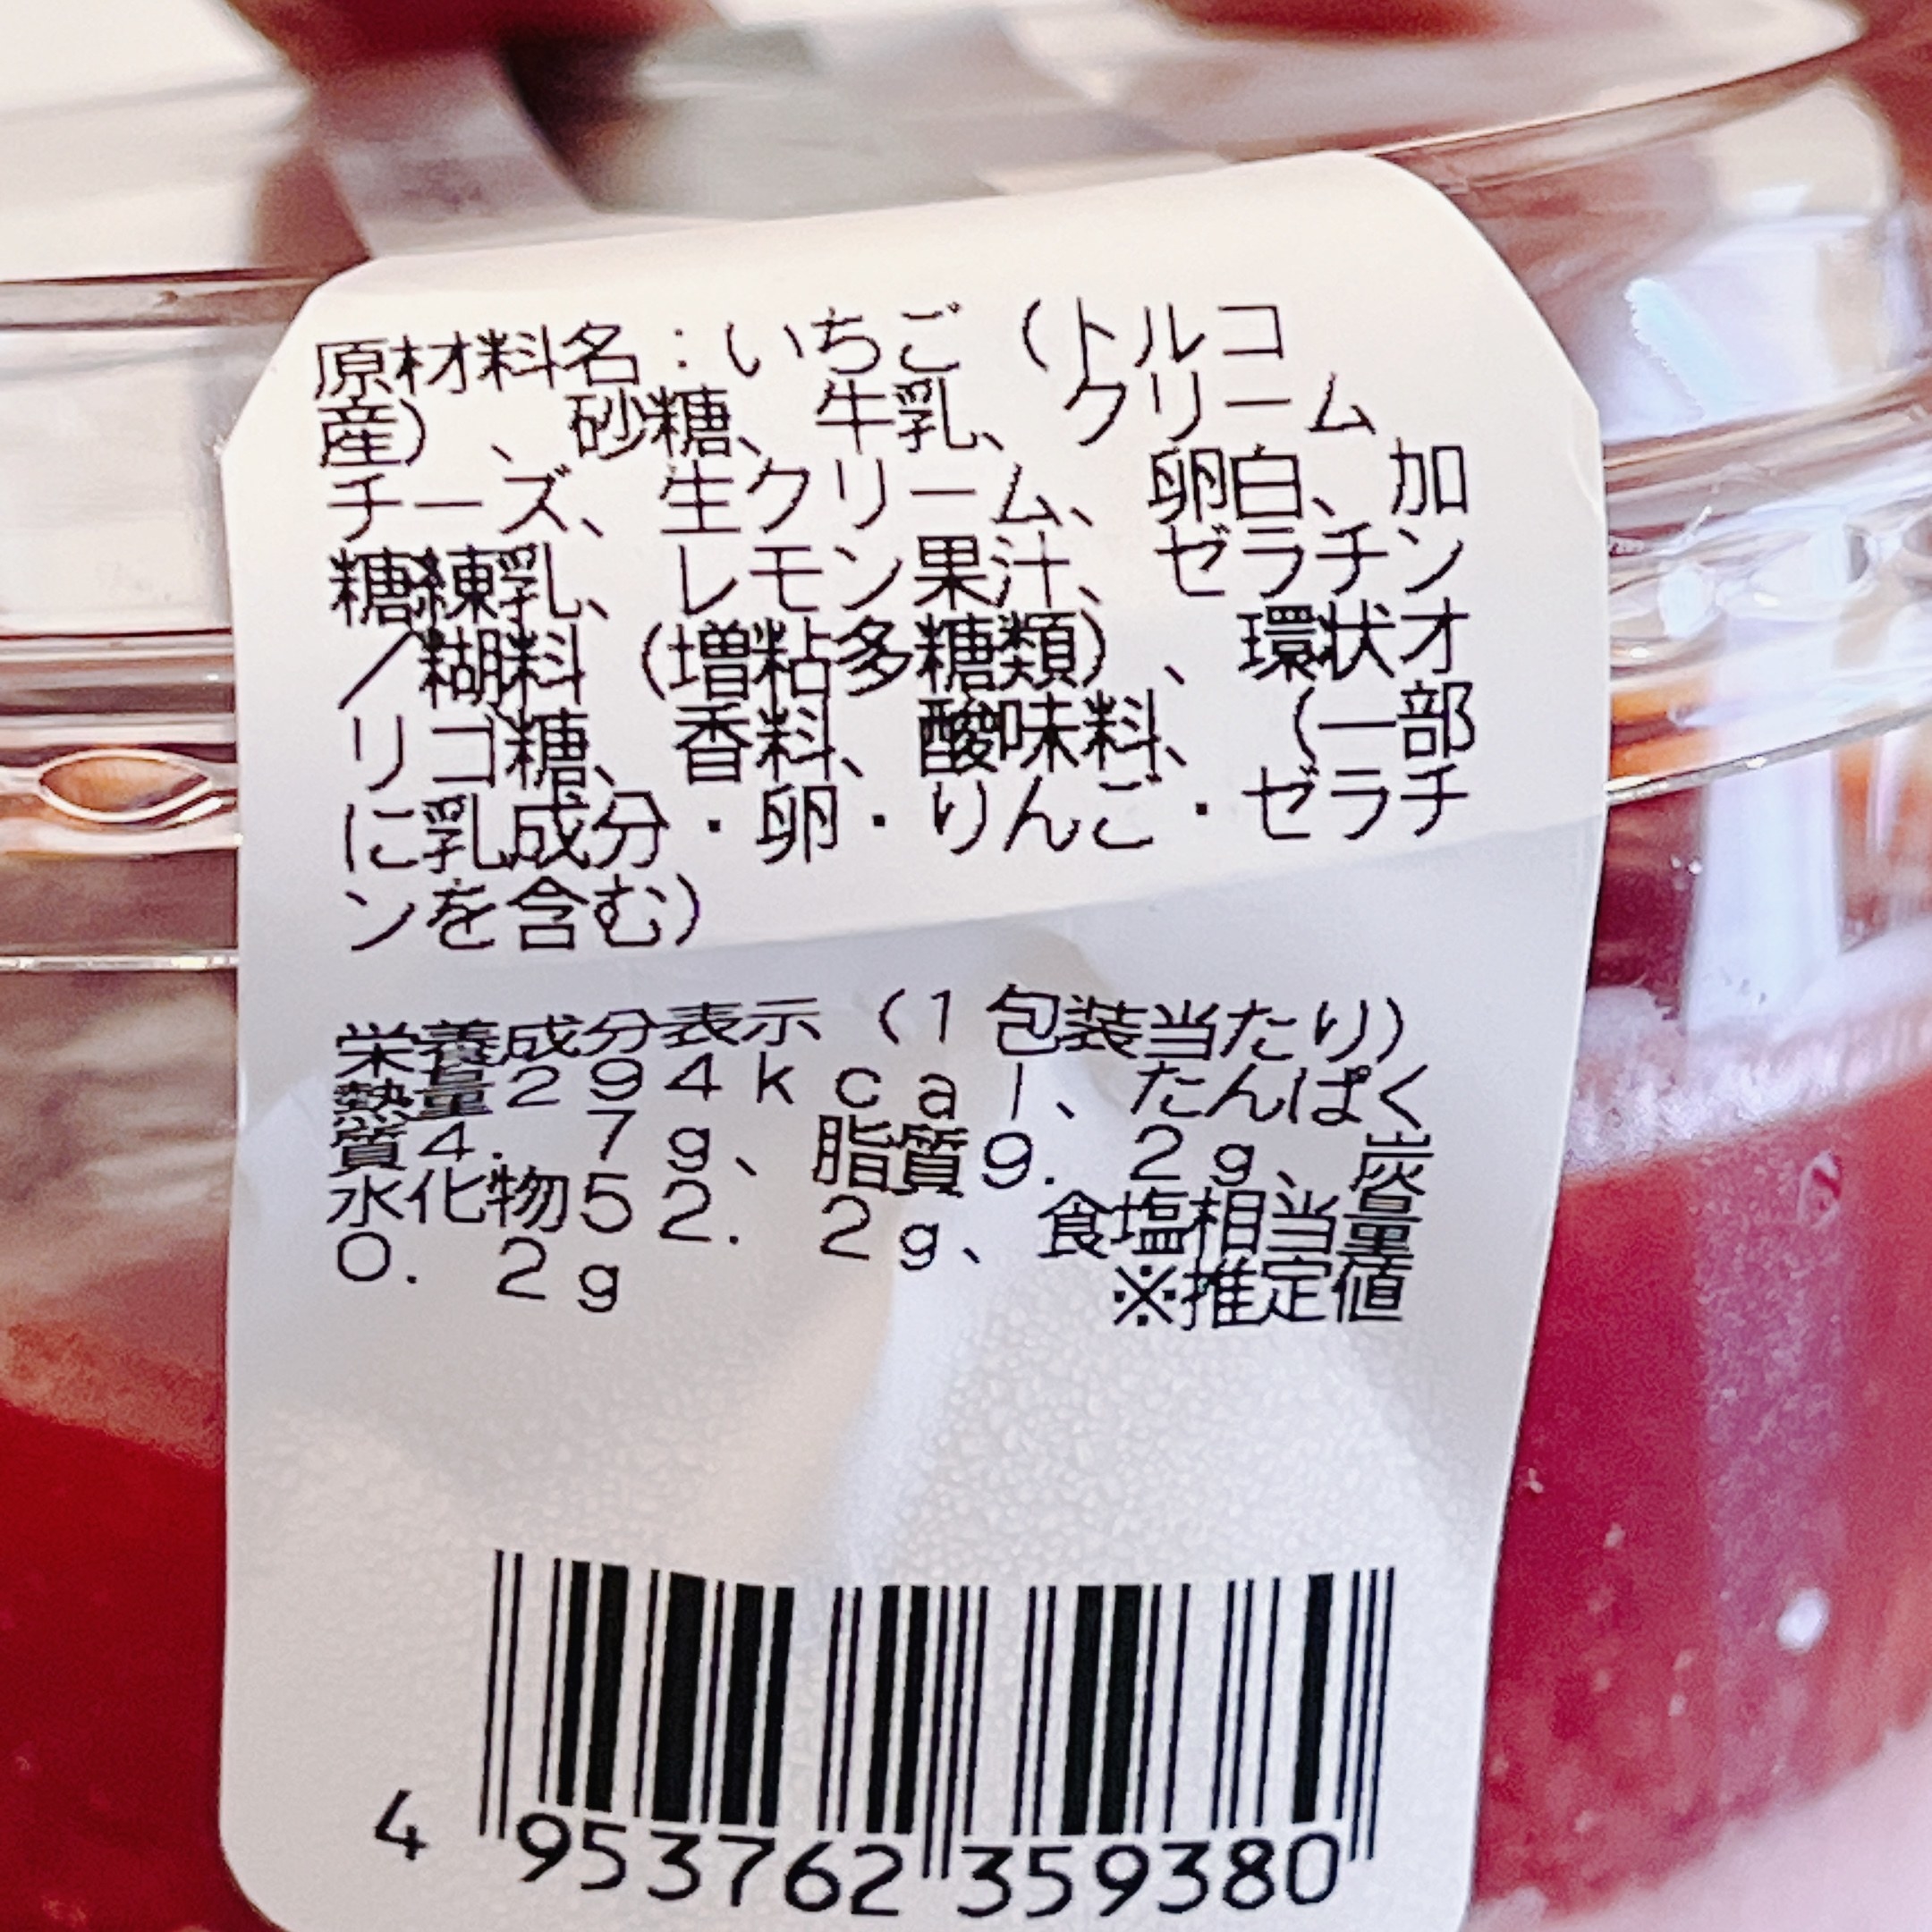 原材料名：いちご（トルコ
産）、砂糖、牛乳、クリーム
チーズ、生クリーム、卵白、加
糖練乳、レモン果汁、ゼラチン
／糊料（増粘多糖類）、環状オ
リコ糖、香料、酸味料、（一部
に乳成分・卵・りんご・ゼラチ
ンを含む）
栄養成分表示（１包装当たり）
熱量２９４ｋｃａｌ、たんぱく
質４．７ｇ、脂質９．２ｇ、炭
水化物５２．２ｇ、食塩相当量
０．２ｇ ※推定値
4 953762 359380